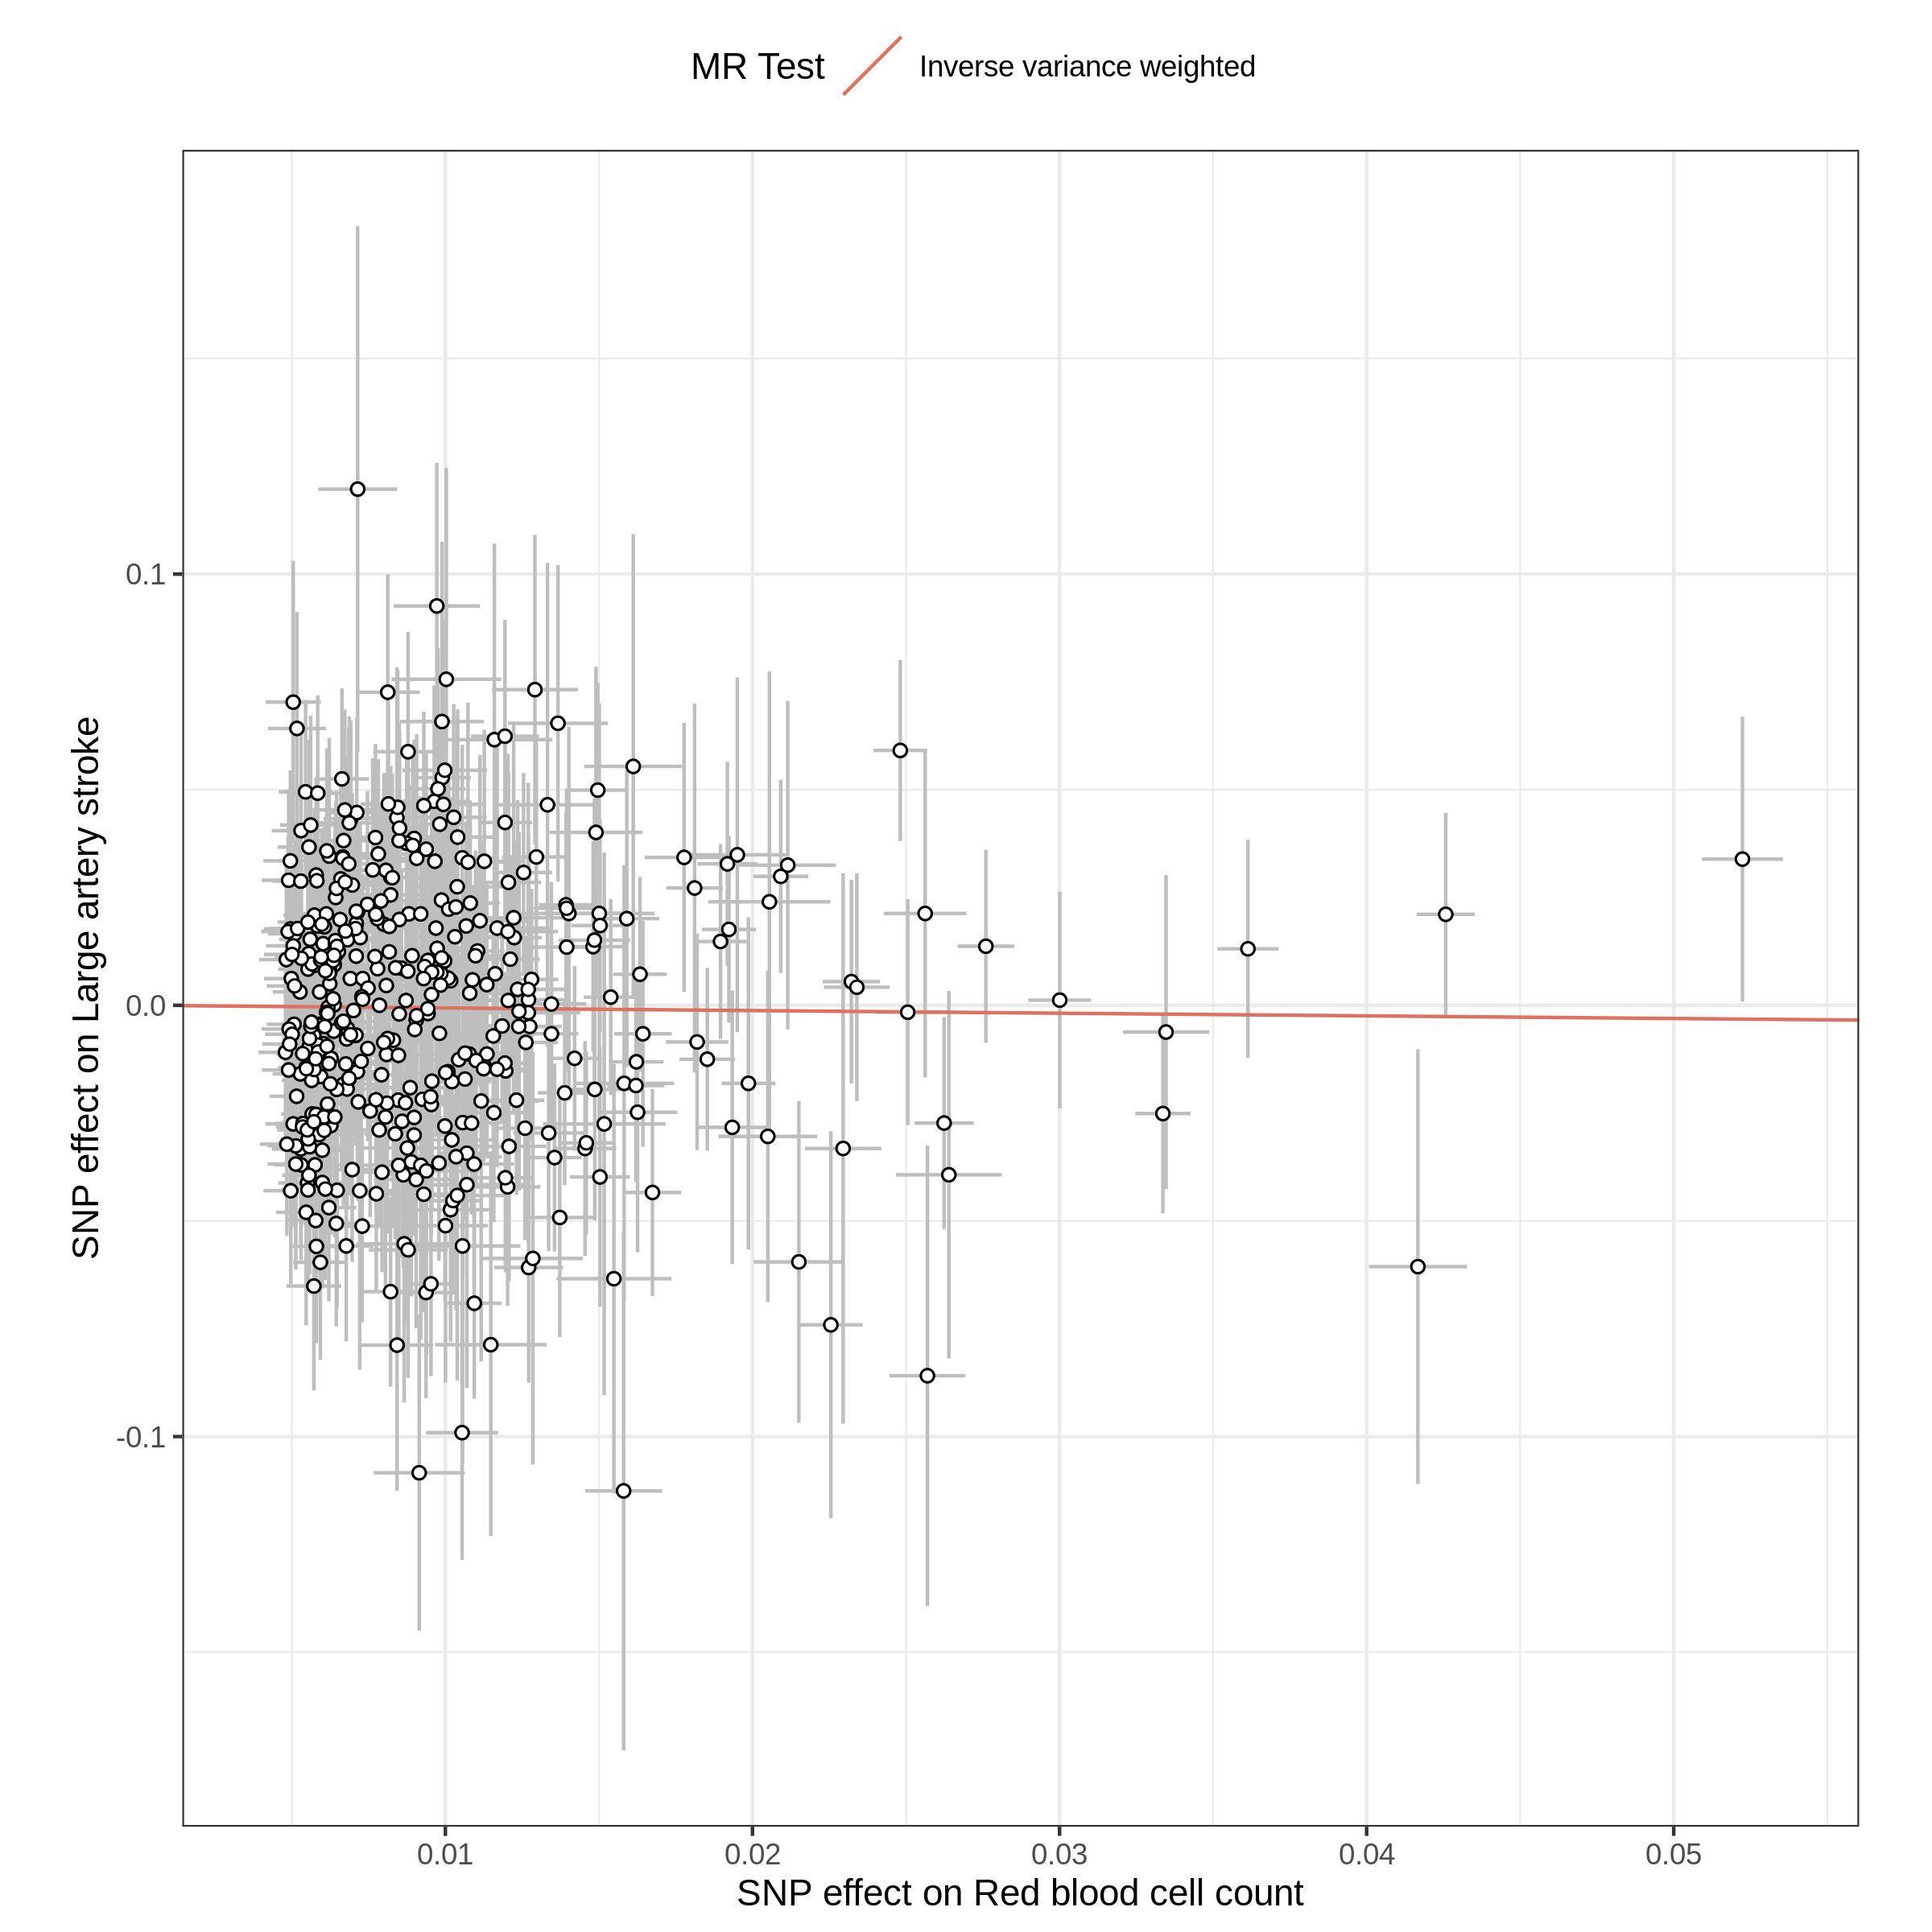 MR Test
Inverse variance weighted
SNP effect on Large artery stroke
0.1
0.0
-0.1
0.01
0.02
0.03
0.04
0.05
SNP effect on Red blood cell count